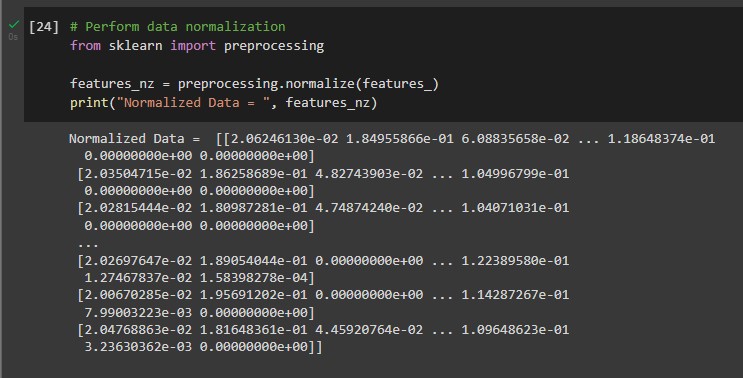 [24] # Perform data normalization
0s
from sklearn import preprocessing
features_nz = preprocessing.normalize(features_)
print("Normalized Data = ", features_nz)
Normalized Data =  [[2.06246130e-02 1.84955866e-01 6.08835658e-02 ... 1.18648374e-01
0.00000000e+00 0.00000000e+00]
[2.03504715e-02 1.86258689e-01 4.82743903e-02 ... 1.04996799e-01
0.00000000e+00 0.00000000e+00]
[2.02815444e-02 1.80987281e-01 4.74874240e-02 ... 1.04071031e-01
0.00000000e+00 0.00000000e+00]
...
[2.02697647e-02 1.89054044e-01 0.00000000e+00 ... 1.22389580e-01
1.27467837e-02 1.58398278e-04]
[2.00670285e-02 1.95691202e-01 0.00000000e+00 ... 1.14287267e-01
7.99003223e-03 0.00000000e+00]
[2.04768863e-02 1.81648361e-01 4.45920764e-02 ... 1.09648623e-01
3.23630362e-03 0.00000000e+00]]